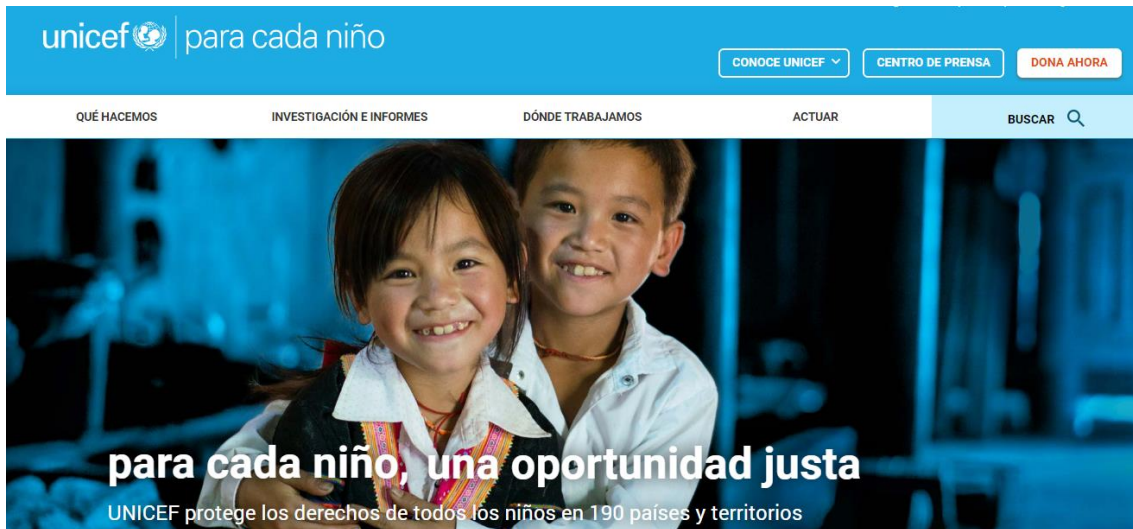 unicef para cada niño
CONOCE UNICEF CENTRO DE PRENSA DONA AHORA
QUÉ HACEMOS INVESTIGACIÓN E INFORMES DÓNDE TRABAJAMOS ACTUAR BUSCAR
para cada niño, una oportunidad justa
UNICEF protege los derechos de todos los niños en 190 países y territorios